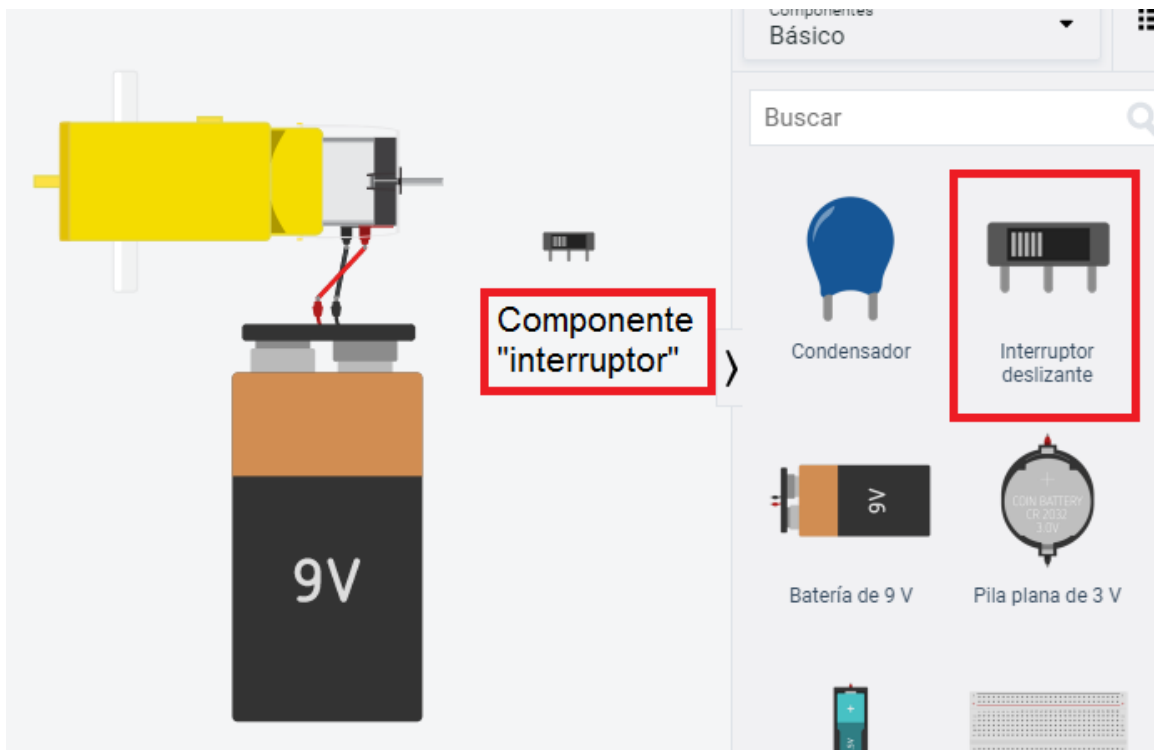 Componentes
Básico
Buscar
Componente
"interruptor"
Condensador
Interruptor
deslizante
9V
9V
COIN BATTERY
CR 2032
3.0V
Batería de 9 V
Pila plana de 3 V